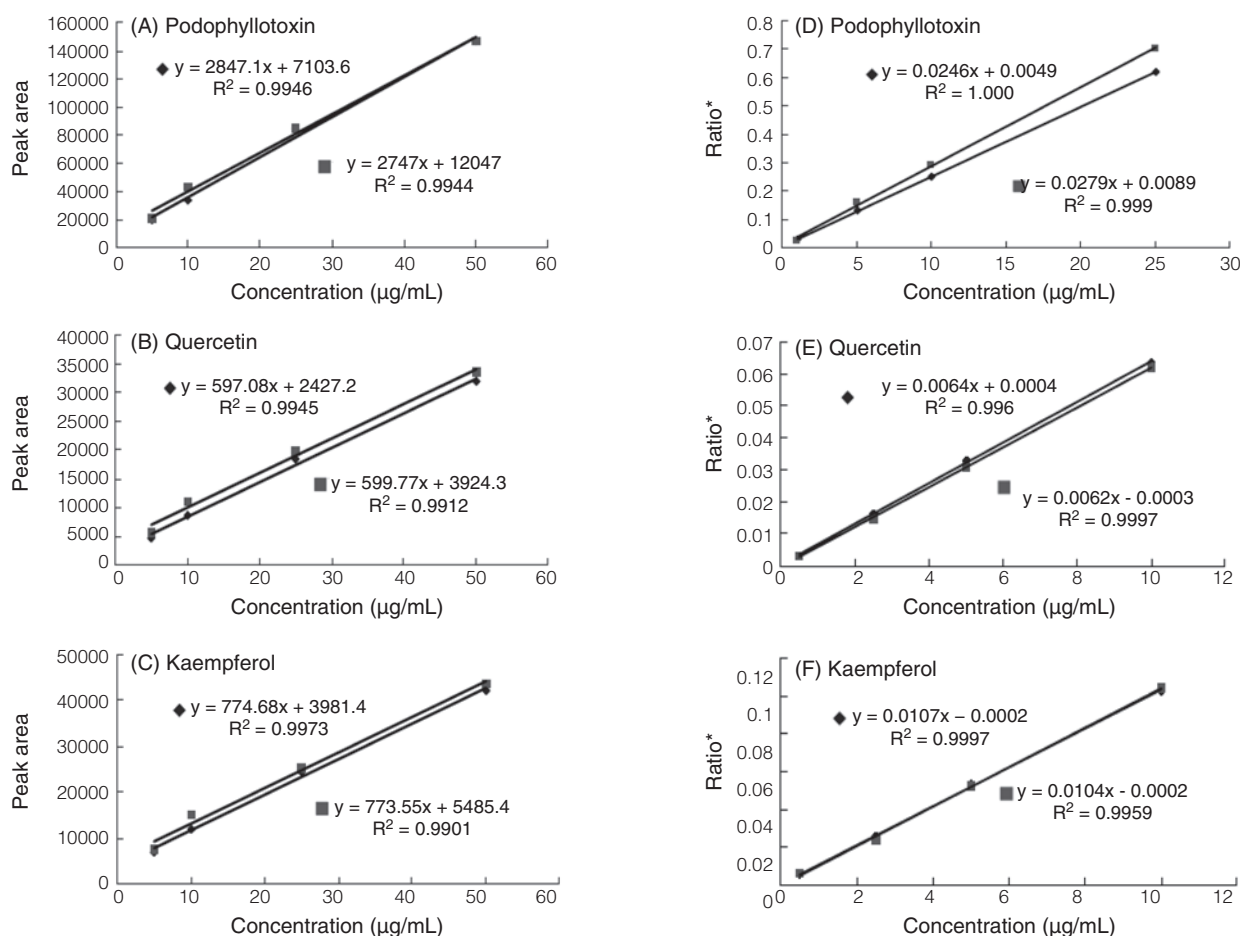 (A) Podophyllotoxin
Peak area
160000
140000
120000
100000
80000
60000
40000
20000
0
y = 2847.1x + 7103.6
R² = 0.9946
y = 2747x + 12047
R² = 0.9944
0 10 20 30 40 50 60
Concentration (µg/mL)
(D) Podophyllotoxin
Ratio*
0.8
0.7
0.6
0.5
0.4
0.3
0.2
0.1
0
y = 0.0246x + 0.0049
R² = 1.000
y = 0.0279x + 0.0089
R² = 0.999
0 5 10 15 20 25 30
Concentration (µg/mL)
(B) Quercetin
Peak area
40000
35000
30000
25000
20000
15000
10000
5000
0
y = 597.08x + 2427.2
R² = 0.9945
y = 599.77x + 3924.3
R² = 0.9912
0 10 20 30 40 50 60
Concentration (µg/mL)
(E) Quercetin
Ratio*
0.07
0.06
0.05
0.04
0.03
0.02
0.01
0
y = 0.0064x + 0.0004
R² = 0.996
y = 0.0062x - 0.0003
R² = 0.9997
0 2 4 6 8 10 12
Concentration (µg/mL)
(C) Kaempferol
Peak area
50000
40000
30000
20000
10000
0
y = 774.68x + 3981.4
R² = 0.9973
y = 773.55x + 5485.4
R² = 0.9901
0 10 20 30 40 50 60
Concentration (µg/mL)
(F) Kaempferol
Ratio*
0.12
0.1
0.08
0.06
0.04
0.02
0
y = 0.0107x – 0.0002
R² = 0.9997
y = 0.0104x - 0.0002
R² = 0.9959
0 2 4 6 8 10 12
Concentration (µg/mL)